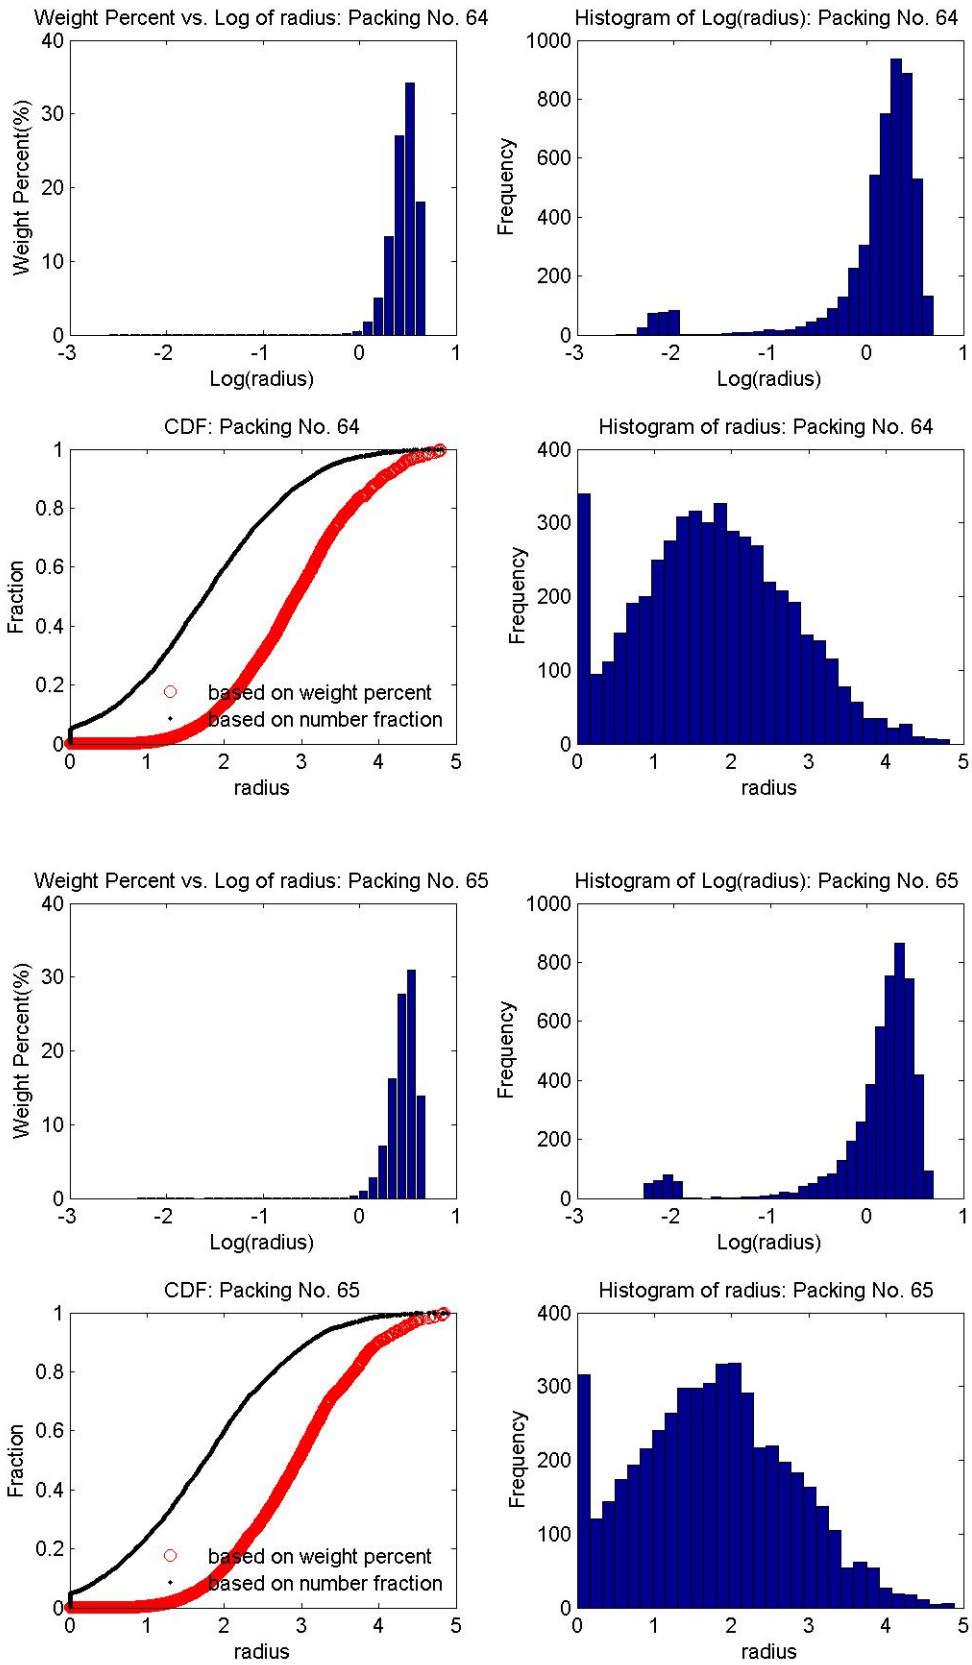 Weight Percent vs. Log of radius: Packing No. 64
40
30
20
10
0
Weight Percent(%)
-3 -2 -1 0 1
Log(radius)
Histogram of Log(radius): Packing No. 64
1000
800
600
400
200
0
Frequency
-3 -2 -1 0 1
Log(radius)
CDF: Packing No. 64
1
0.8
0.6
0.4
0.2
0
Fraction
based on weight percent
based on number fraction
0 1 2 3 4 5
radius
Histogram of radius: Packing No. 64
400
300
200
100
0
Frequency
0 1 2 3 4 5
radius
Weight Percent vs. Log of radius: Packing No. 65
40
30
20
10
0
Weight Percent(%)
-3 -2 -1 0 1
Log(radius)
Histogram of Log(radius): Packing No. 65
1000
800
600
400
200
0
Frequency
-3 -2 -1 0 1
Log(radius)
CDF: Packing No. 65
1
0.8
0.6
0.4
0.2
0
Fraction
based on weight percent
based on number fraction
0 1 2 3 4 5
radius
Histogram of radius: Packing No. 65
400
300
200
100
0
Frequency
0 1 2 3 4 5
radius